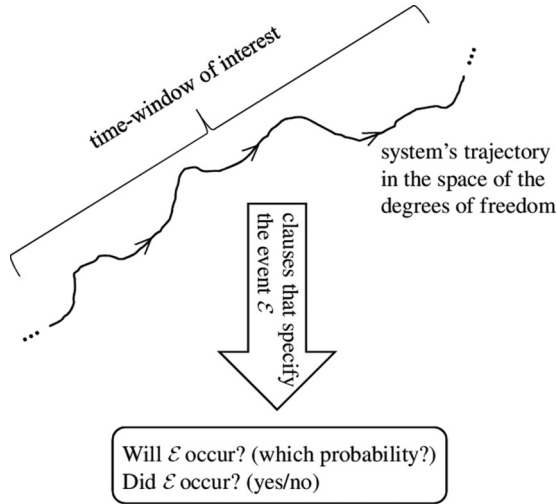 time-window of interest
system's trajectory
in the space of the
degrees of freedom
clauses that specify
the event ℰ
Will ℰ occur? (which probability?)
Did ℰ occur? (yes/no)